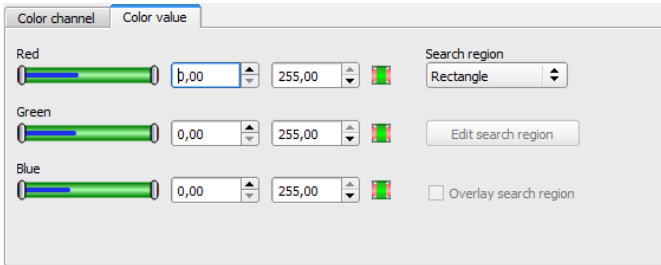 Color channel Color value
Red
0,00 255,00
Search region
Rectangle
Green
0,00 255,00
Edit search region
Blue
0,00 255,00
Overlay search region